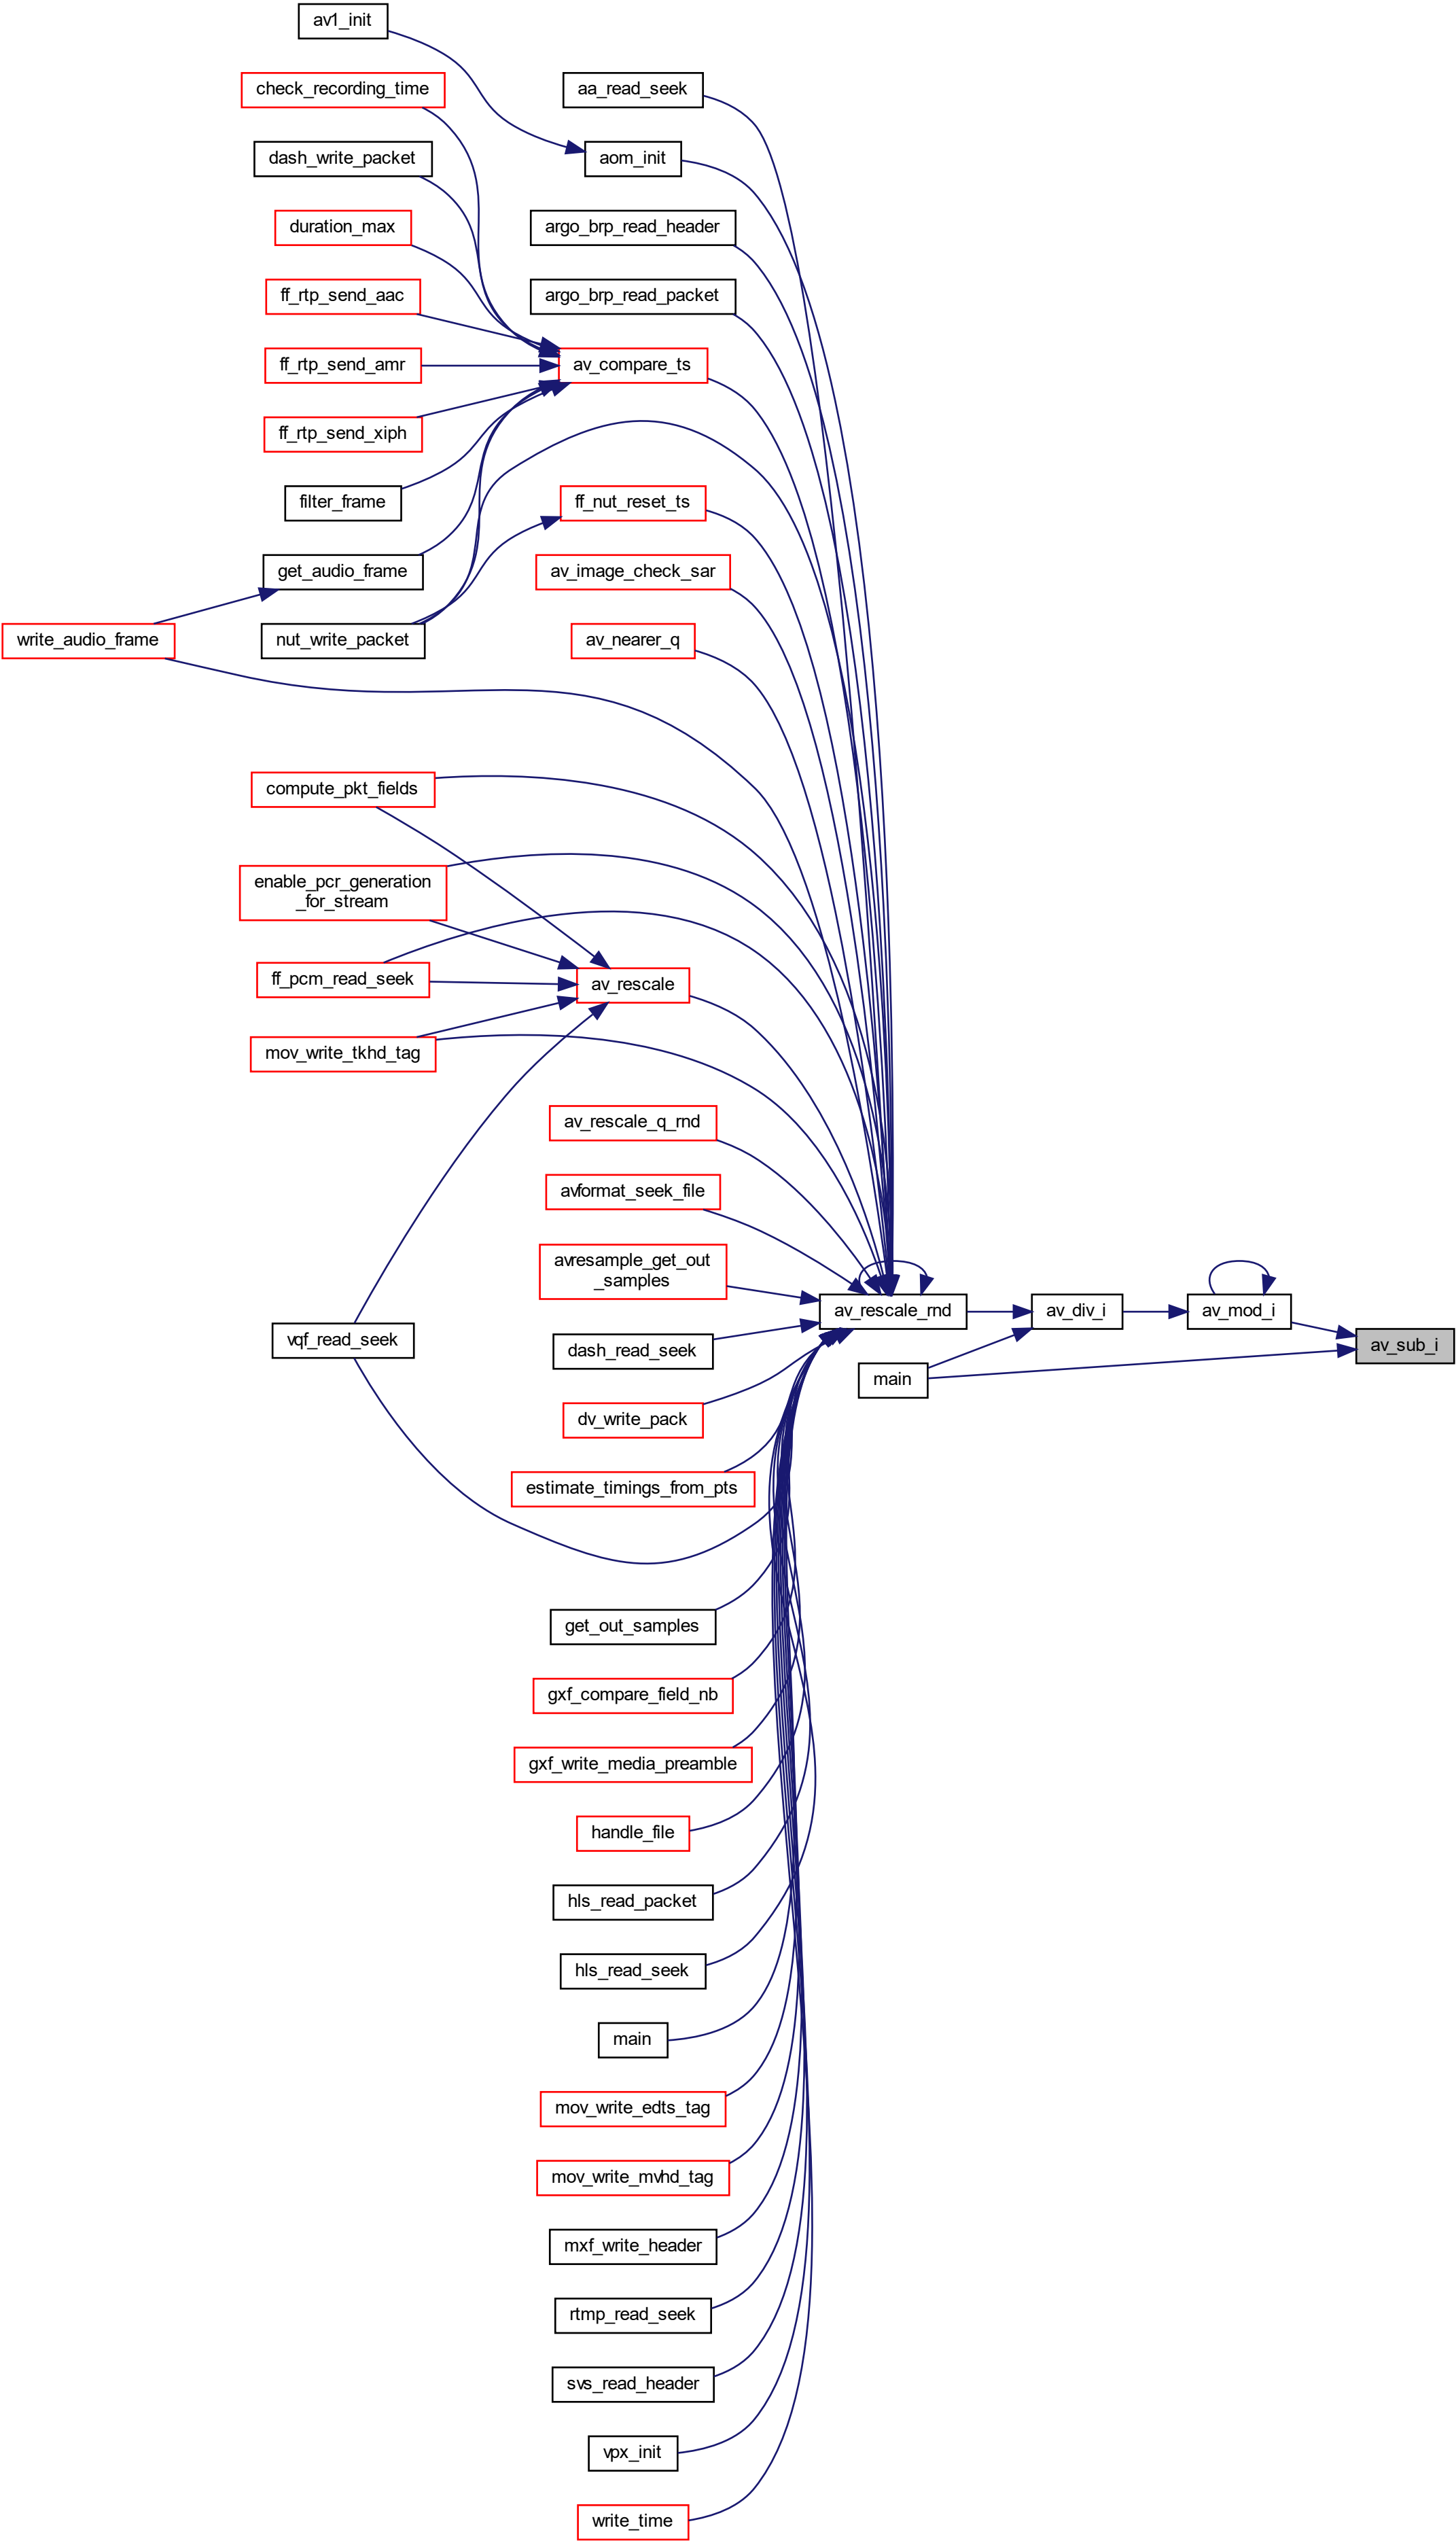 av1_init
check_recording_time
aa_read_seek
dash_write_packet
aom_init
duration_max
argo_brp_read_header
ff_rtp_send_aac
argo_brp_read_packet
ff_rtp_send_amr
av_compare_ts
ff_rtp_send_xiph
filter_frame
ff_nut_reset_ts
get_audio_frame
av_image_check_sar
write_audio_frame
nut_write_packet
av_nearer_q
compute_pkt_fields
enable_pcr_generation
_for_stream
ff_pcm_read_seek
av_rescale
mov_write_tkhd_tag
av_rescale_q_rnd
avformat_seek_file
avresample_get_out
_samples
av_rescale_rnd
av_div_i
av_mod_i
vqf_read_seek
dash_read_seek
main
av_sub_i
dv_write_pack
estimate_timings_from_pts
get_out_samples
gxf_compare_field_nb
gxf_write_media_preamble
handle_file
hls_read_packet
hls_read_seek
main
mov_write_edts_tag
mov_write_mvhd_tag
mxf_write_header
rtmp_read_seek
svs_read_header
vpx_init
write_time